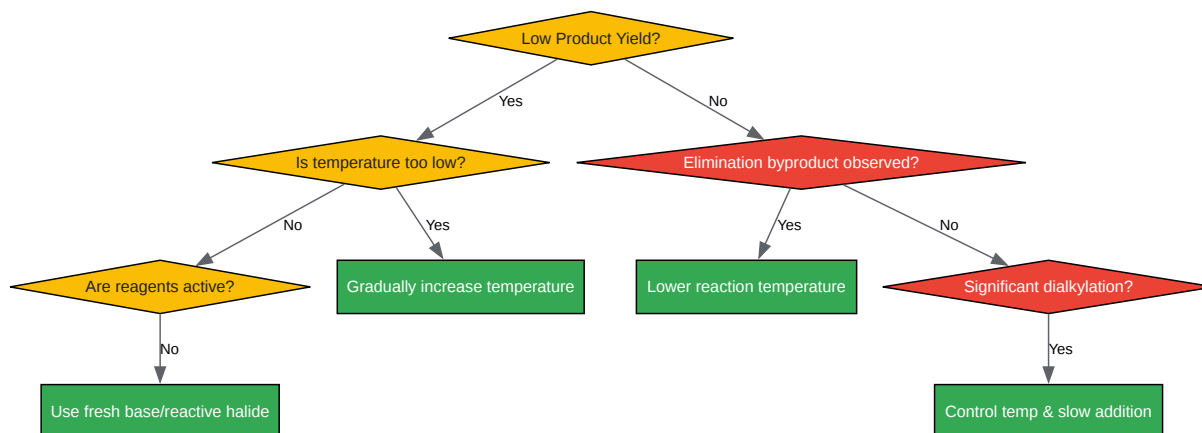 Low Product Yield?
Yes
No
Is temperature too low?
Elimination byproduct observed?
No
Yes
Yes
No
Are reagents active?
Gradually increase temperature
Lower reaction temperature
Significant dialkylation?
No
Yes
Use fresh base/reactive halide
Control temp & slow addition